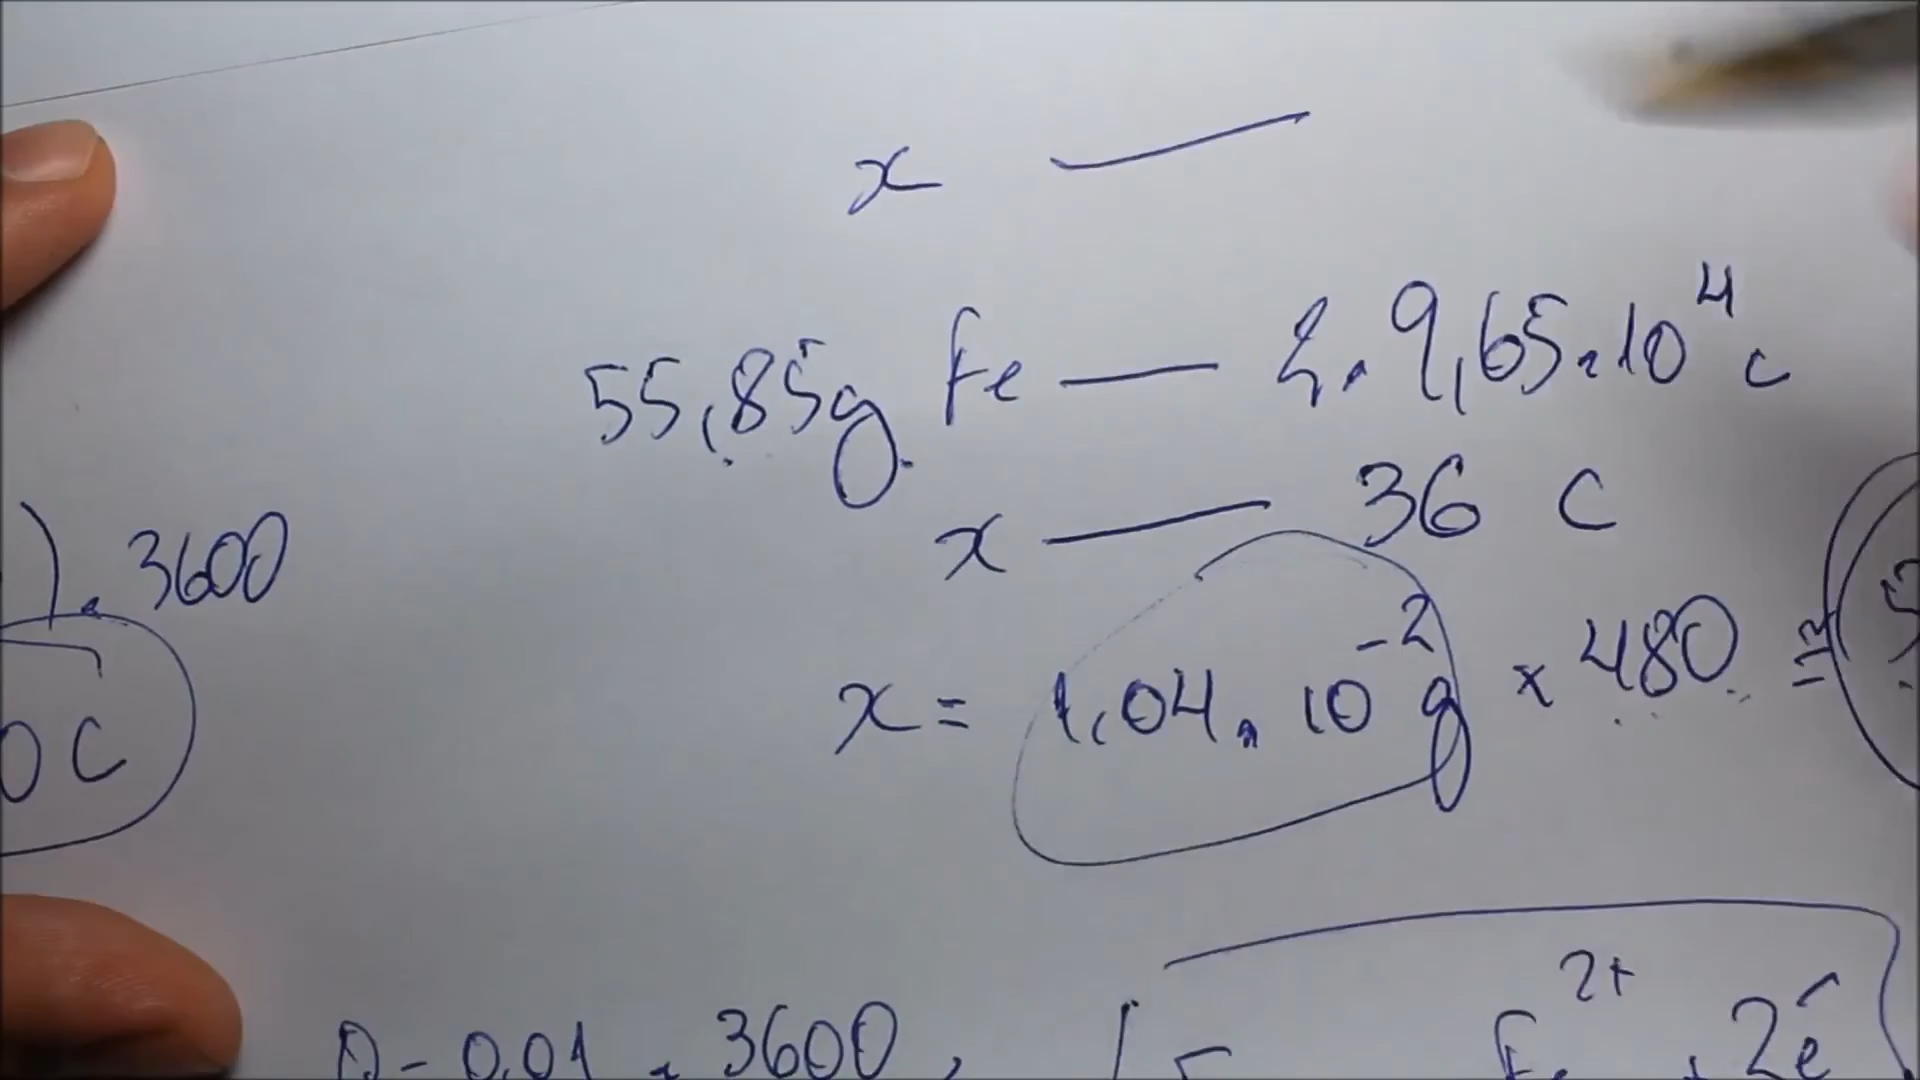 x —
55,85g Fe — 2.9,65.10⁴ C
x — 36 C
) . 3600
x = 1,04.10⁻² g × 480 =
0 C
Q = 0,01 . 3600
Fe²⁺ + 2e⁻